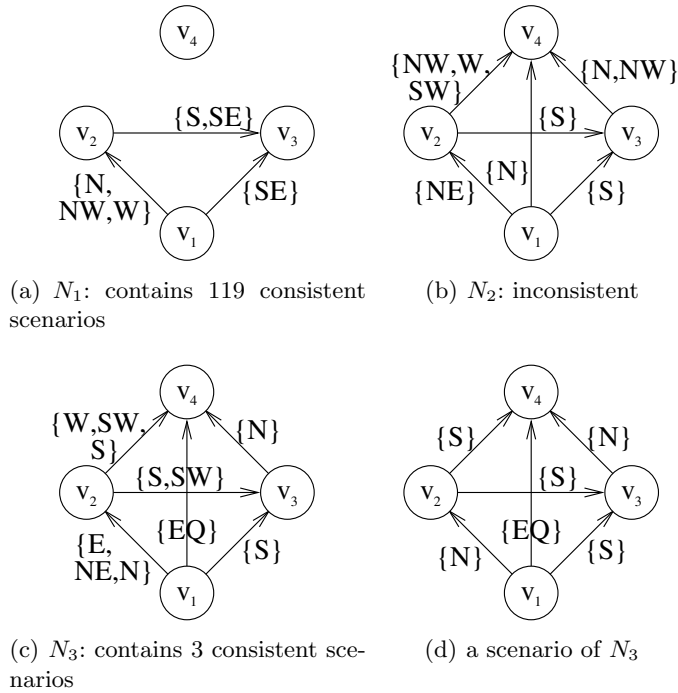 v4
v2
{S,SE}
v3
{N,
NW,W}
{SE}
v1
(a) N1: contains 119 consistent
scenarios
v4
{NW,W,
SW}
{N,NW}
v2
{S}
v3
{NE}
{N}
{S}
v1
(b) N2: inconsistent
v4
{W,SW,
S}
{N}
v2
{S,SW}
v3
{E,
NE,N}
{EQ}
{S}
v1
(c) N3: contains 3 consistent sce-
narios
v4
{S}
{N}
v2
{S}
v3
{N}
{EQ}
{S}
v1
(d) a scenario of N3